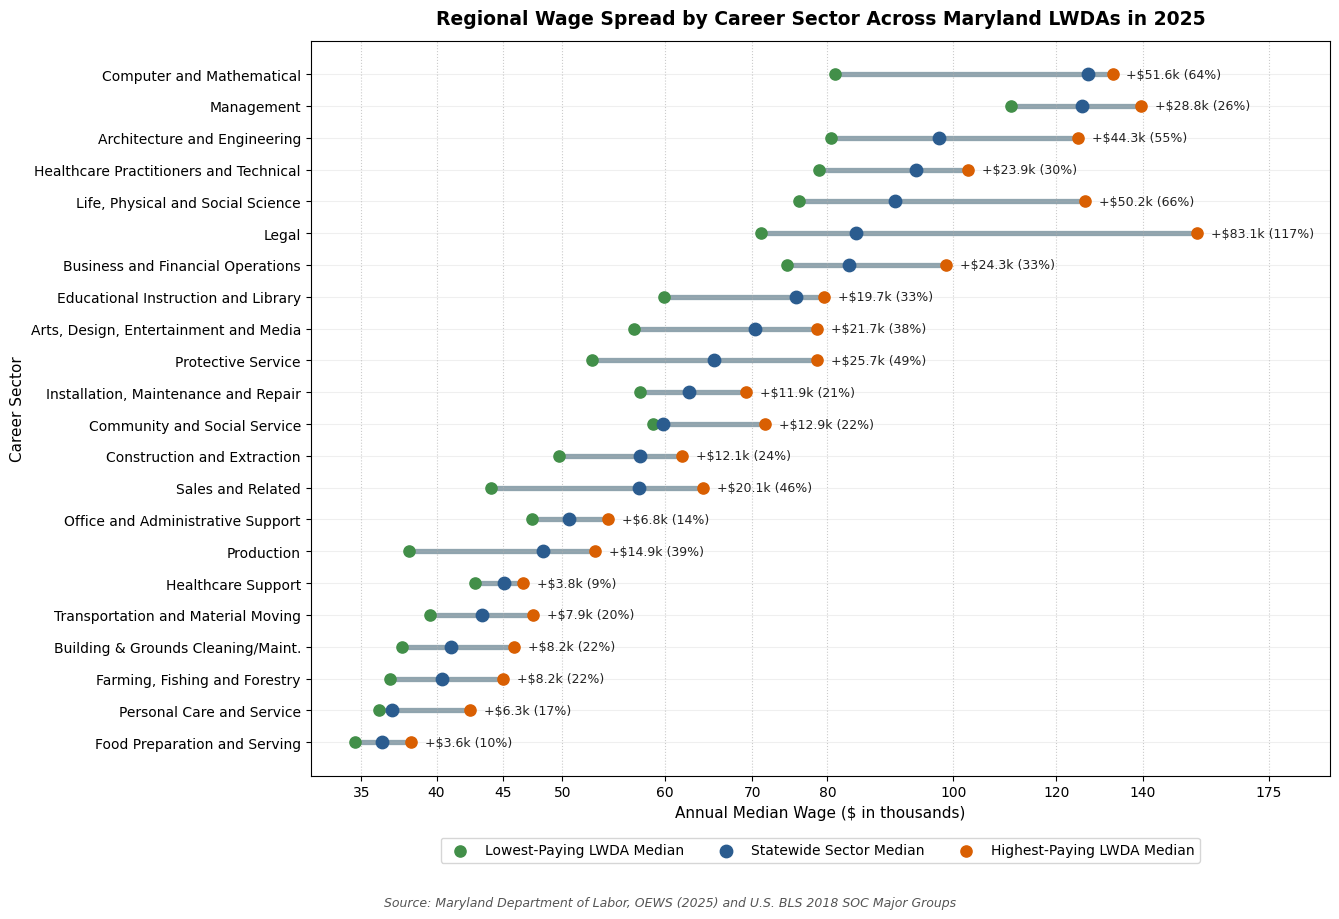 Regional Wage Spread by Career Sector Across Maryland LWDAs in 2025
Career Sector
Computer and Mathematical +$51.6k (64%)
Management +$28.8k (26%)
Architecture and Engineering +$44.3k (55%)
Healthcare Practitioners and Technical +$23.9k (30%)
Life, Physical and Social Science +$50.2k (66%)
Legal +$83.1k (117%)
Business and Financial Operations +$24.3k (33%)
Educational Instruction and Library +$19.7k (33%)
Arts, Design, Entertainment and Media +$21.7k (38%)
Protective Service +$25.7k (49%)
Installation, Maintenance and Repair +$11.9k (21%)
Community and Social Service +$12.9k (22%)
Construction and Extraction +$12.1k (24%)
Sales and Related +$20.1k (46%)
Office and Administrative Support +$6.8k (14%)
Production +$14.9k (39%)
Healthcare Support +$3.8k (9%)
Transportation and Material Moving +$7.9k (20%)
Building & Grounds Cleaning/Maint. +$8.2k (22%)
Farming, Fishing and Forestry +$8.2k (22%)
Personal Care and Service +$6.3k (17%)
Food Preparation and Serving +$3.6k (10%)
35 40 45 50 60 70 80 100 120 140 175
Annual Median Wage ($ in thousands)
Lowest-Paying LWDA Median Statewide Sector Median Highest-Paying LWDA Median
Source: Maryland Department of Labor, OEWS (2025) and U.S. BLS 2018 SOC Major Groups